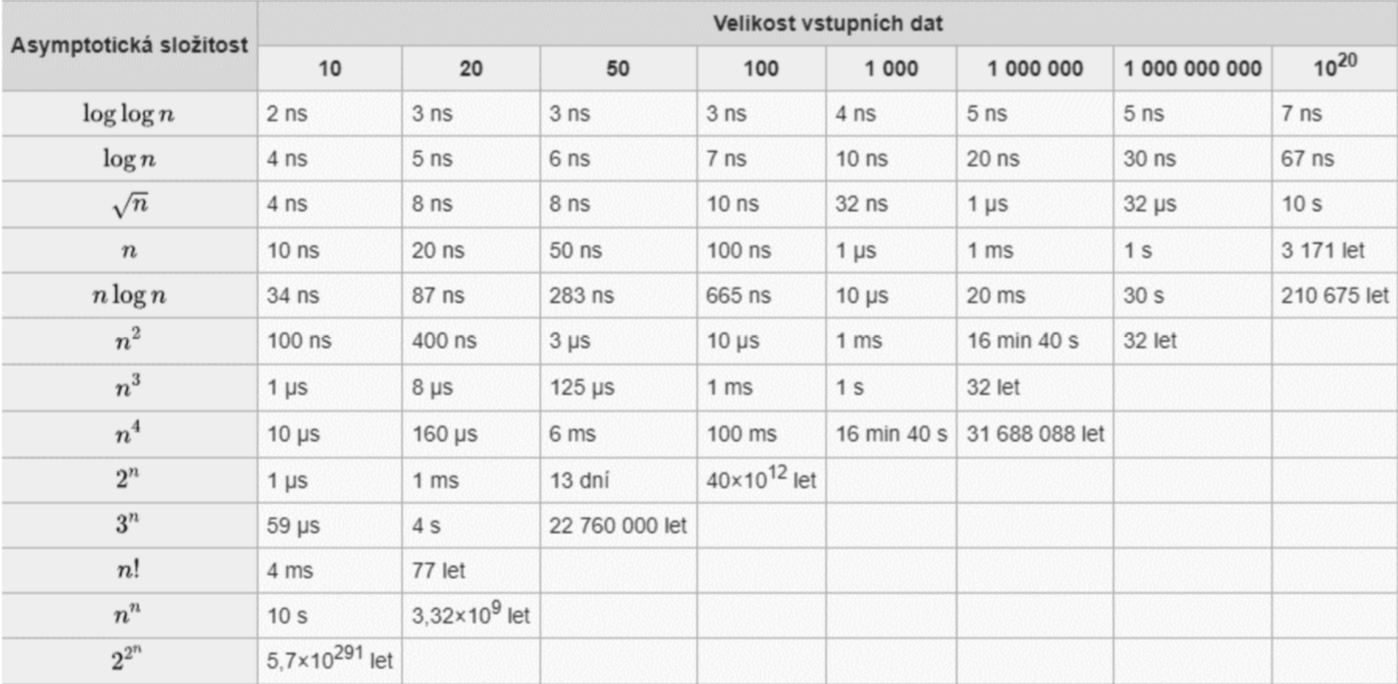 Asymptotická složitost Velikost vstupních dat
10 20 50 100 1 000 1 000 000 1 000 000 000 10^20
log log n 2 ns 3 ns 3 ns 3 ns 4 ns 5 ns 5 ns 7 ns
log n 4 ns 5 ns 6 ns 7 ns 10 ns 20 ns 30 ns 67 ns
√n 4 ns 8 ns 8 ns 10 ns 32 ns 1 µs 32 µs 10 s
n 10 ns 20 ns 50 ns 100 ns 1 µs 1 ms 1 s 3 171 let
n log n 34 ns 87 ns 283 ns 665 ns 10 µs 20 ms 30 s 210 675 let
n^2 100 ns 400 ns 3 µs 10 µs 1 ms 16 min 40 s 32 let
n^3 1 µs 8 µs 125 µs 1 ms 1 s 32 let
n^4 10 µs 160 µs 6 ms 100 ms 16 min 40 s 31 688 088 let
2^n 1 µs 1 ms 13 dní 40×10^12 let
3^n 59 µs 4 s 22 760 000 let
n! 4 ms 77 let
n^n 10 s 3,32×10^9 let
2^2^n 5,7×10^291 let